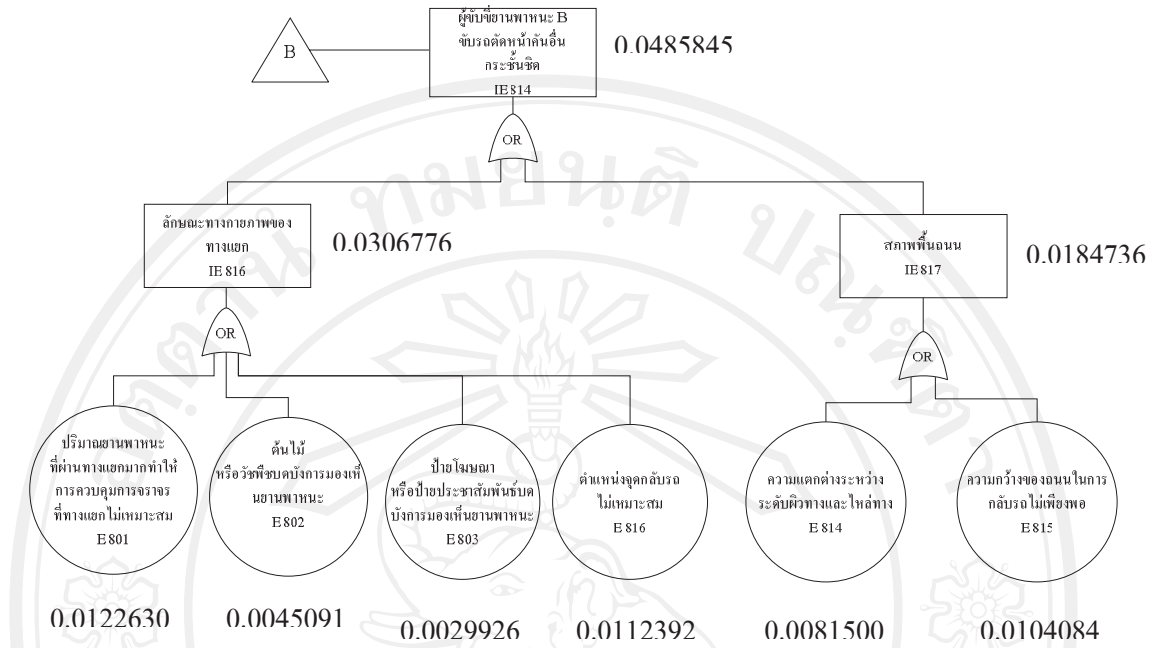 B
ผู้ขับขี่ยานพาหนะ B
ขับรถตัดหน้าคันอื่น
กระชั้นชิด
IE814
0.0485845
OR
ลักษณะทางกายภาพของ
ทางแยก
IE 816
0.0306776
สภาพพื้นถนน
IE 817
0.0184736
OR
OR
ปริมาณยานพาหนะ
ที่ผ่านทางแยกมากทำให้
การควบคุมการจราจร
ที่ทางแยกไม่เหมาะสม
E 801
ต้นไม้
หรือวัชพืชบดบังการมองเห็
นยานพาหนะ
E 802
ป้ายโฆษณา
หรือป้ายประชาสัมพันธ์บด
บังการมองเห็นยานพาหนะ
E 803
ตำแหน่งจุดกลับรถ
ไม่เหมาะสม
E 816
ความแตกต่างระหว่าง
ระดับผิวทางและไหล่ทาง
E 814
ความกว้างของถนนในการ
กลับรถไม่เพียงพอ
E 815
0.0122630
0.0045091
0.0029926
0.0112392
0.0081500
0.0104084